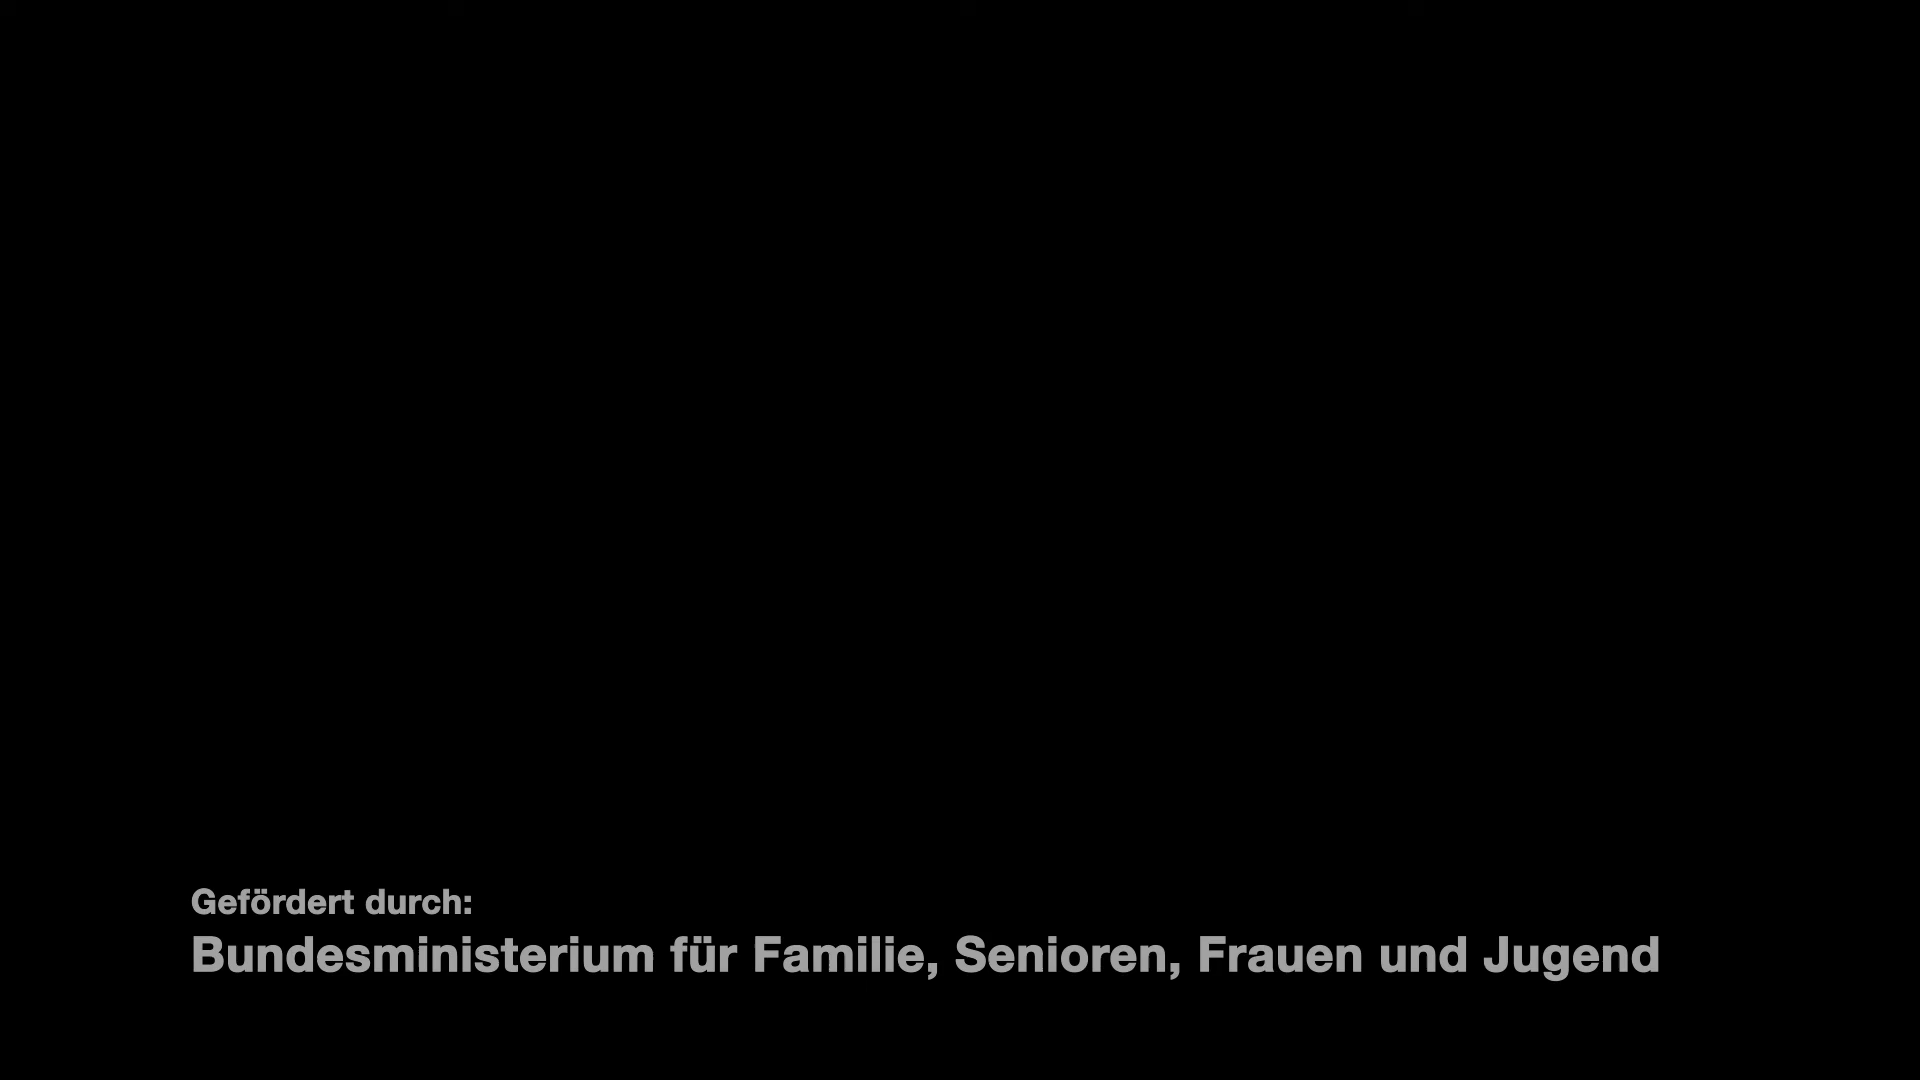 Gefördert durch:
Bundesministerium für Familie, Senioren, Frauen und Jugend